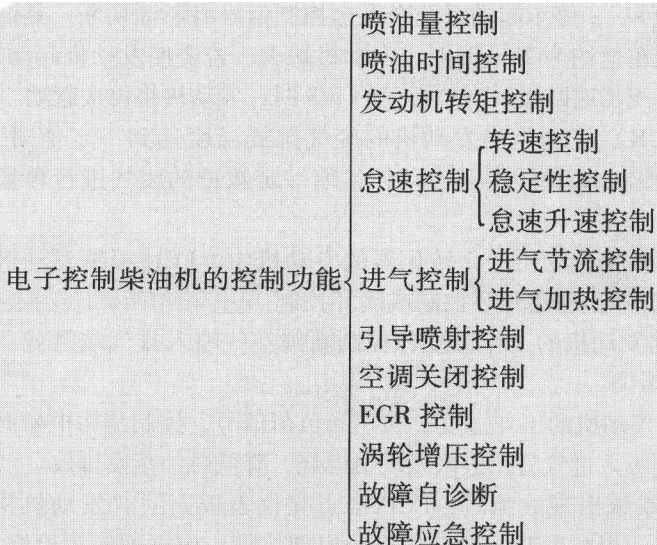 喷油量控制
喷油时间控制
发动机转矩控制
转速控制
怠速控制
稳定性控制
怠速升速控制
进气节流控制
电子控制柴油机的控制功能
进气控制
进气加热控制
引导喷射控制
空调关闭控制
EGR 控制
涡轮增压控制
故障自诊断
故障应急控制